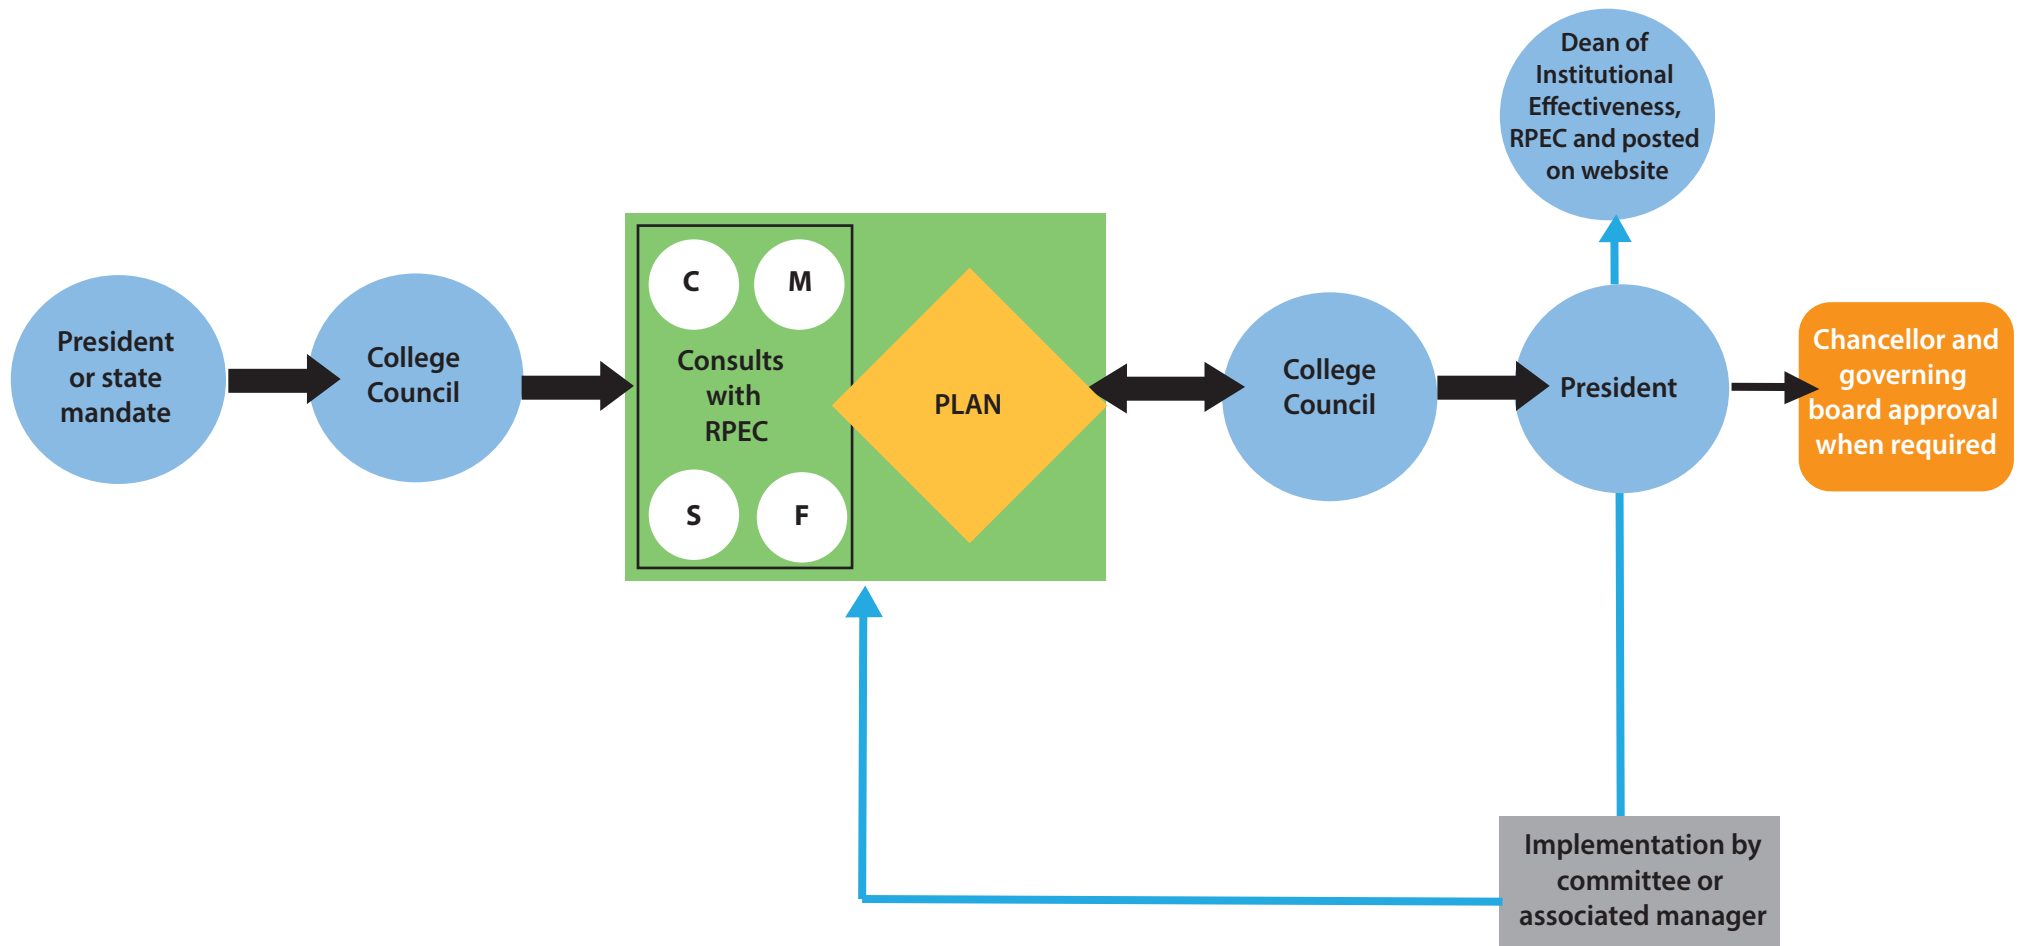 Dean of
Institutional
Effectiveness,
RPEC and posted
on website
President
or state
mandate
College
Council
C
M
Consults
with
RPEC
S
F
PLAN
College
Council
President
Chancellor and
governing
board approval
when required
Implementation by
committee or
associated manager